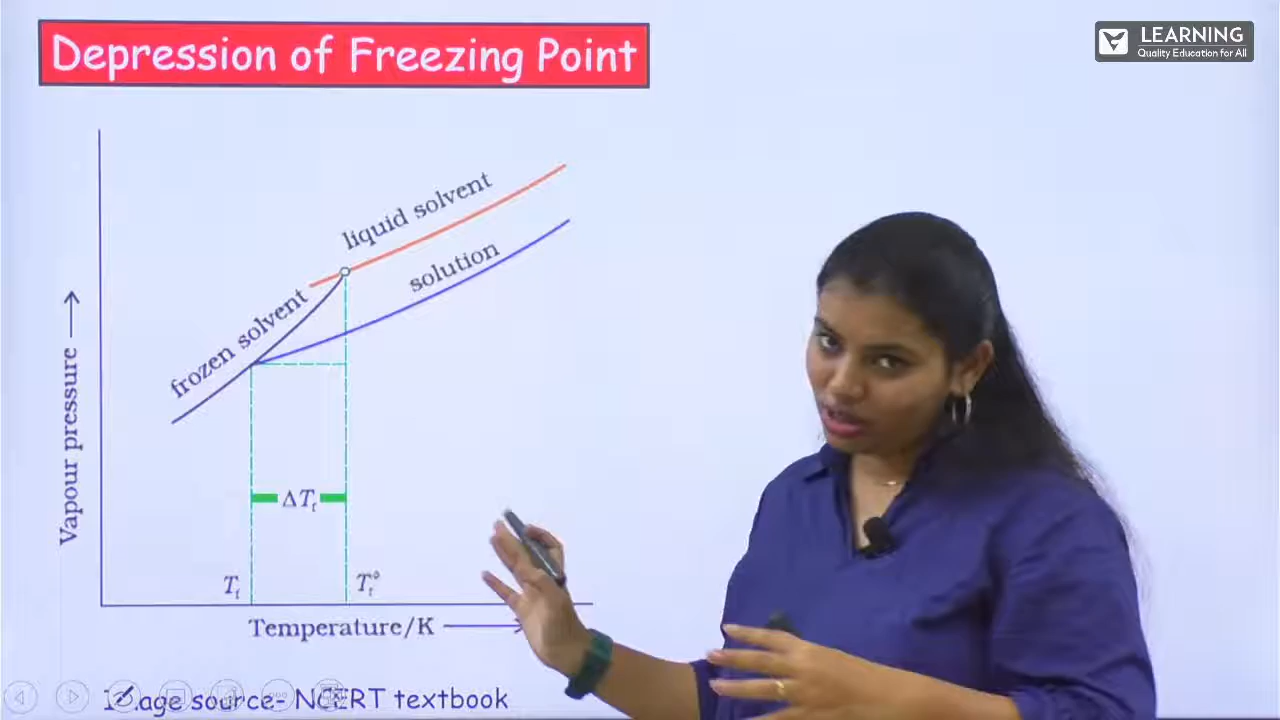 Depression of Freezing Point
LEARNING
Quality Education for All
liquid solvent
solution
frozen solvent
Vapour pressure →
ΔTf
Tf
Tf°
Temperature/K →
source- NCERT textbook